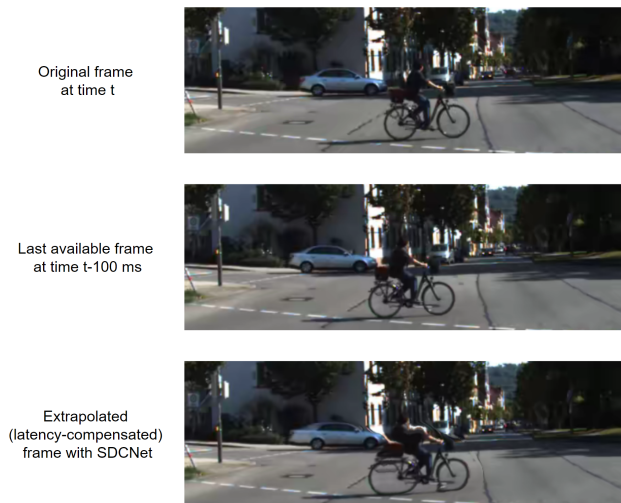 Original frame
at time t
Last available frame
at time t-100 ms
Extrapolated
(latency-compensated)
frame with SDCNet